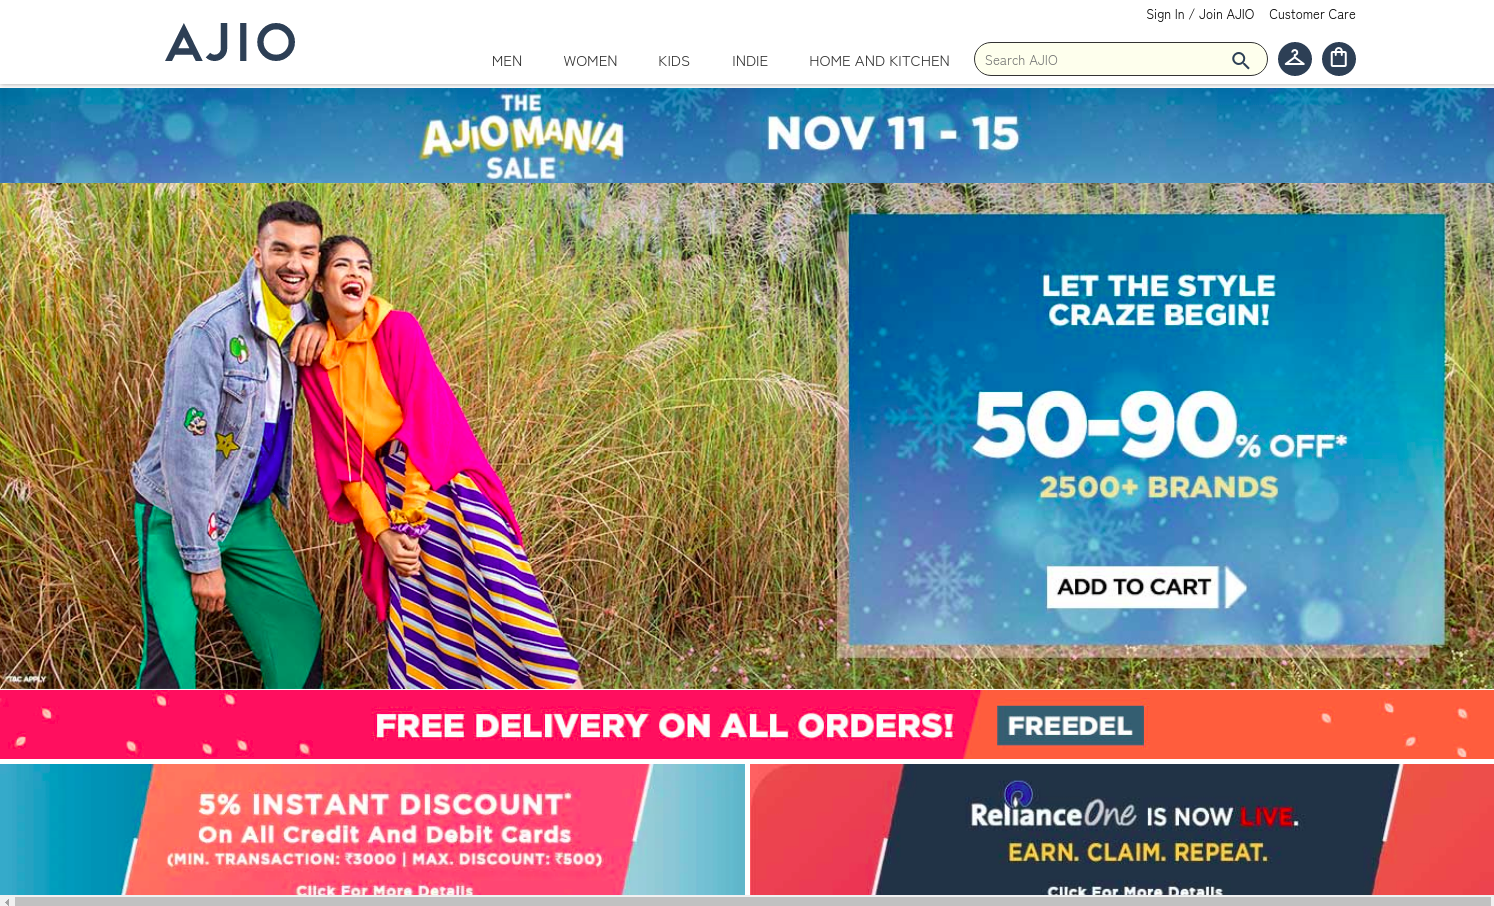 Sign In / Join AJIO Customer Care
AJIO
MEN WOMEN KIDS INDIE HOME AND KITCHEN
Search AJIO
THE
AJIOMANIA
SALE
NOV 11 - 15
LET THE STYLE
CRAZE BEGIN!
50-90% OFF*
2500+ BRANDS
ADD TO CART
*T&C APPLY
FREE DELIVERY ON ALL ORDERS! FREEDEL
5% INSTANT DISCOUNT*
On All Credit And Debit Cards
(MIN. TRANSACTION: ₹3000 | MAX. DISCOUNT: ₹500)
Click For More Details
RelianceOne IS NOW LIVE.
EARN. CLAIM. REPEAT.
Click For More Details